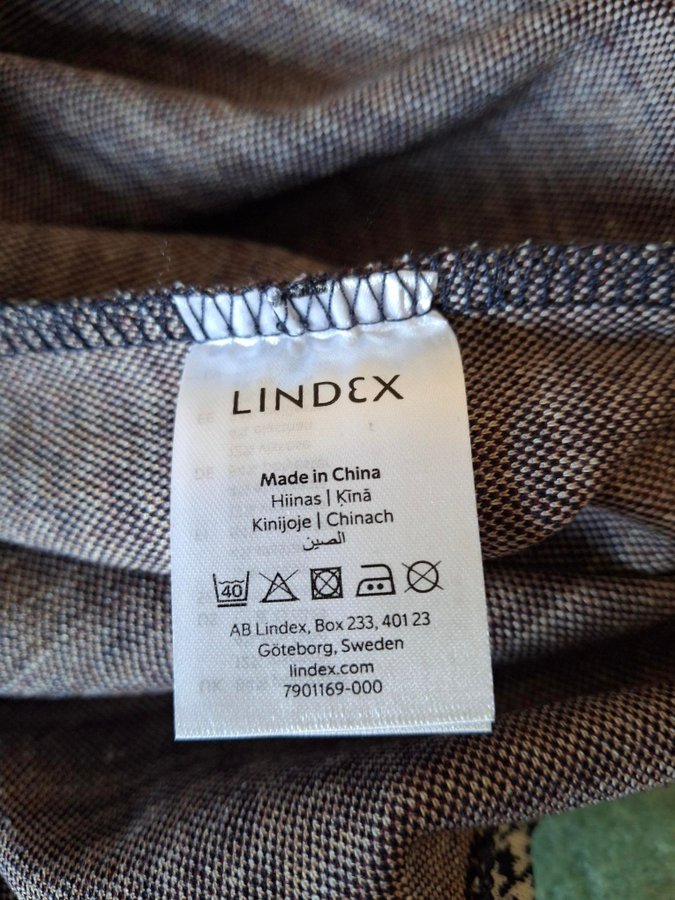 LINDEX
Made in China
Hiinas | Ķīnā
Kinijoje | Chinach
الصين
40
AB Lindex, Box 233, 401 23
Göteborg, Sweden
lindex.com
7901169-000